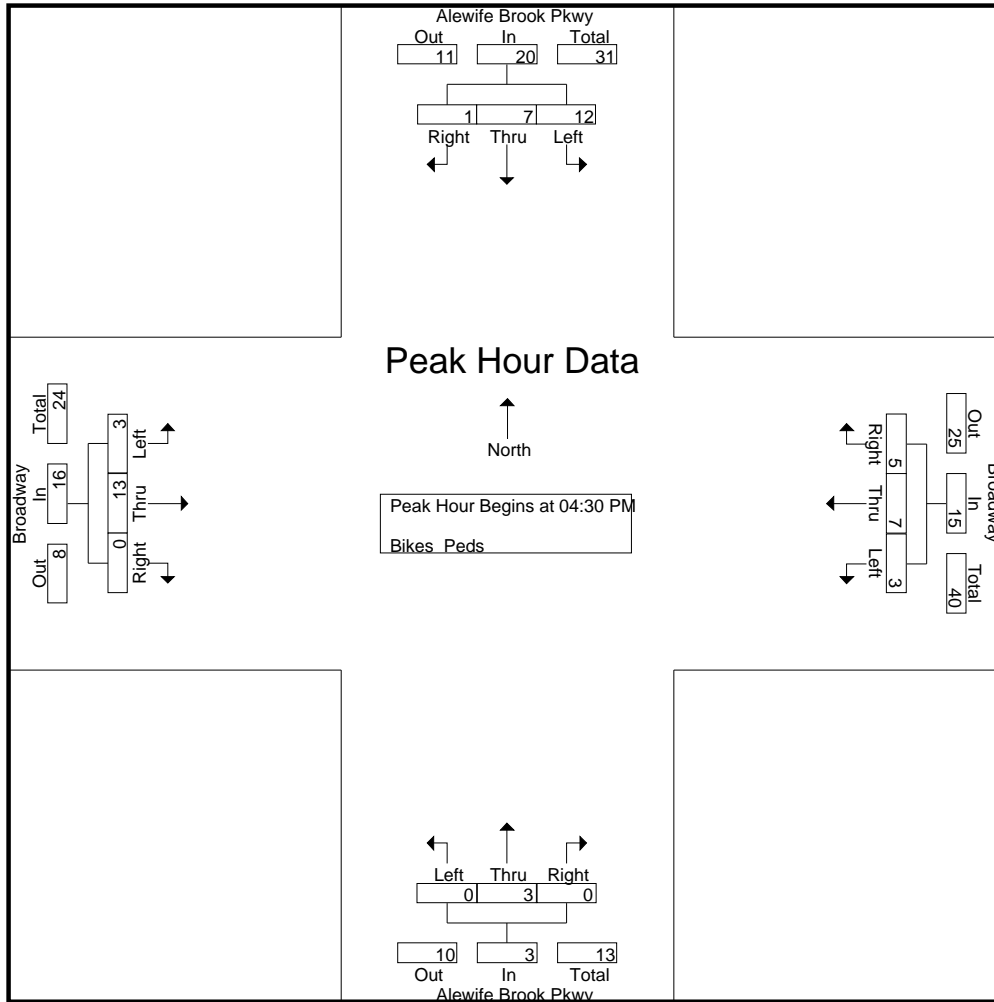 Alewife Brook Pkwy
Out In Total
11 20 31
1 7 12
Right Thru Left
Peak Hour Data
North
Peak Hour Begins at 04:30 PM
Bikes Peds
Broadway
Total In Out
24 16 8
3 13 0
Left Thru Right
Broadway
Out In Total
25 15 40
5 7 3
Right Thru Left
Left Thru Right
0 3 0
10 3 13
Out In Total
Alewife Brook Pkwy